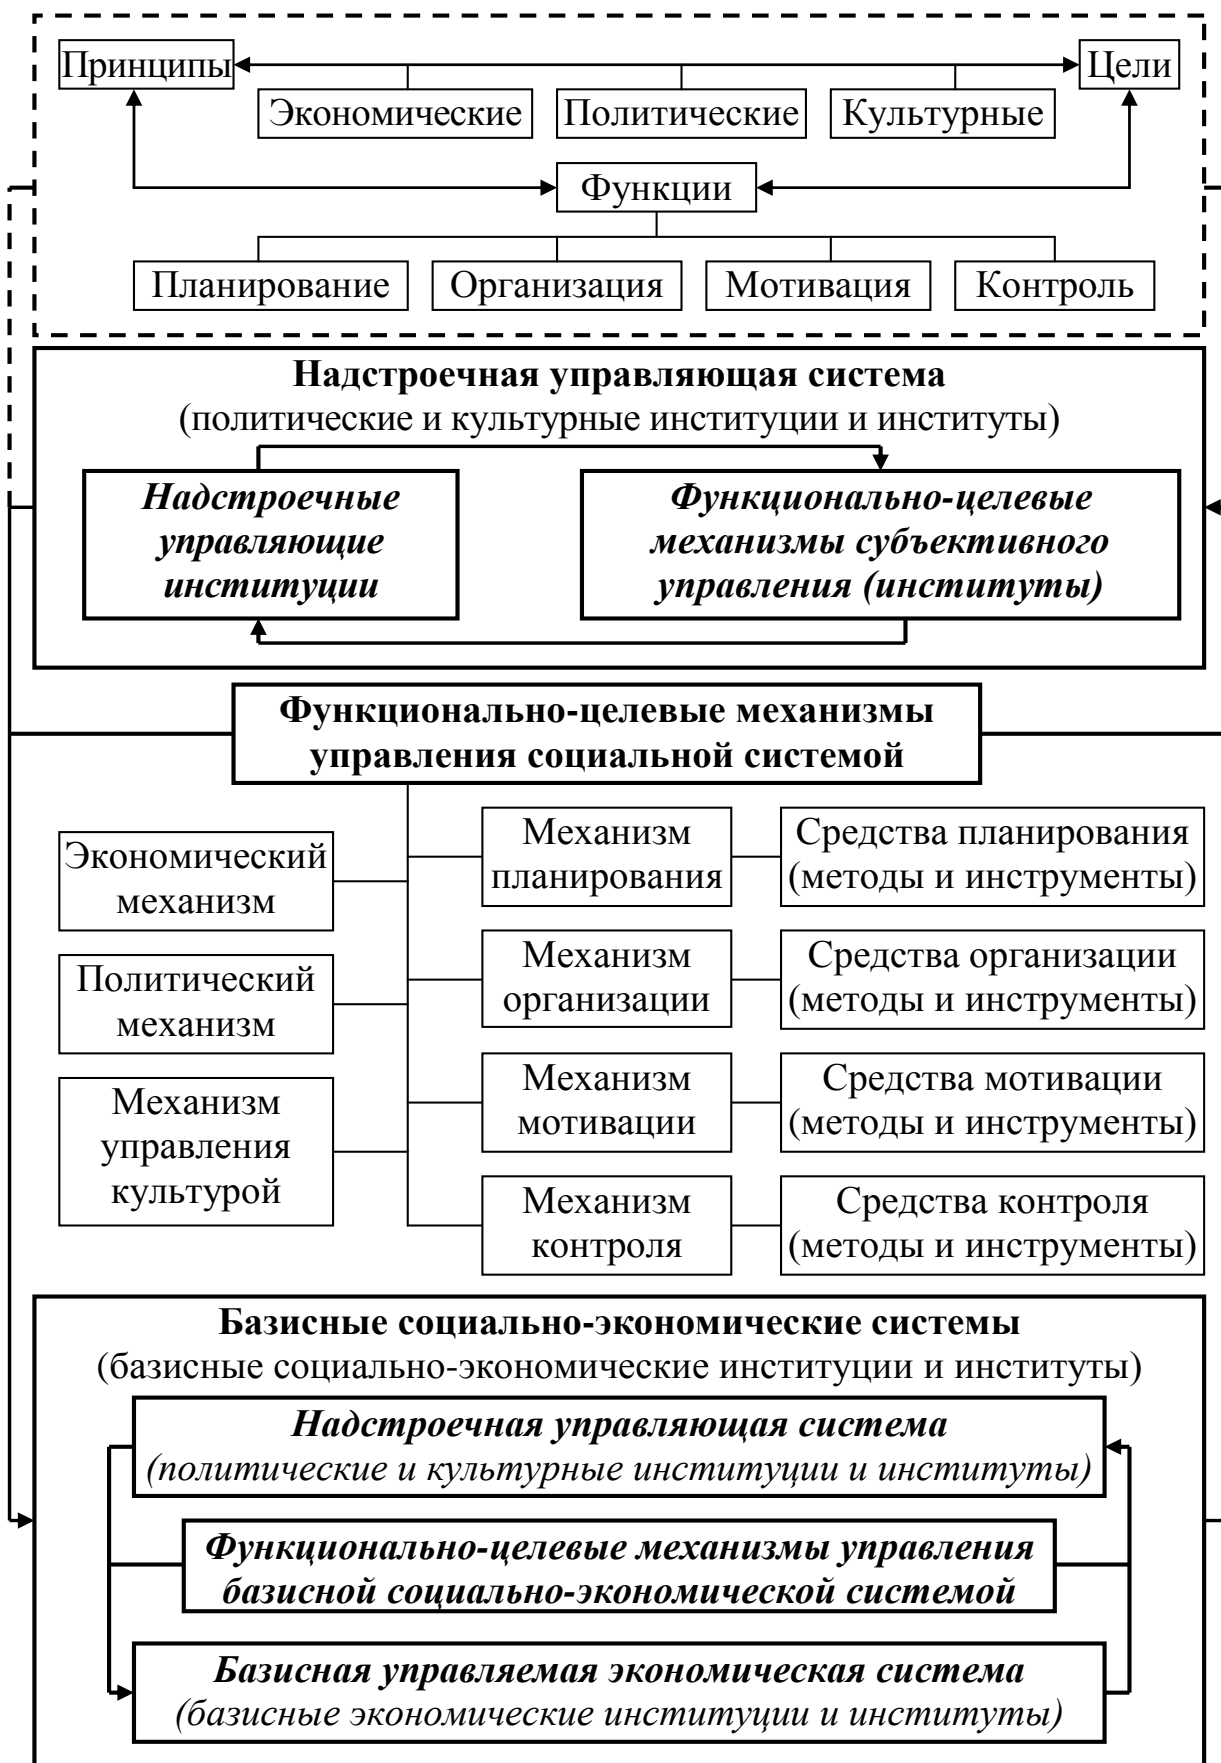 Принципы
Цели
Экономические
Политические
Культурные
Функции
Планирование
Организация
Мотивация
Контроль
Надстроечная управляющая система
(политические и культурные институции и институты)
Надстроечные
управляющие
институции
Функционально-целевые
механизмы субъективного
управления (институты)
Функционально-целевые механизмы
управления социальной системой
Экономический
механизм
Политический
механизм
Механизм
управления
культурой
Механизм
планирования
Средства планирования
(методы и инструменты)
Механизм
организации
Средства организации
(методы и инструменты)
Механизм
мотивации
Средства мотивации
(методы и инструменты)
Механизм
контроля
Средства контроля
(методы и инструменты)
Базисные социально-экономические системы
(базисные социально-экономические институции и институты)
Надстроечная управляющая система
(политические и культурные институции и институты)
Функционально-целевые механизмы управления
базисной социально-экономической системой
Базисная управляемая экономическая система
(базисные экономические институции и институты)